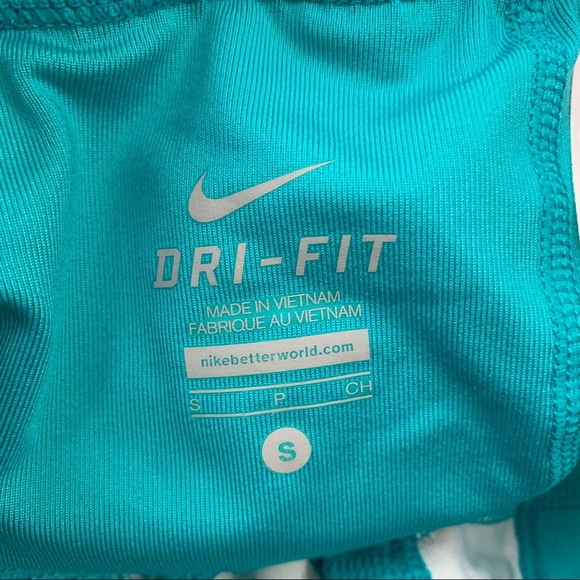 DRI-FIT
MADE IN VIETNAM
FABRIQUE AU VIETNAM
nikebetterworld.com
S P CH
S